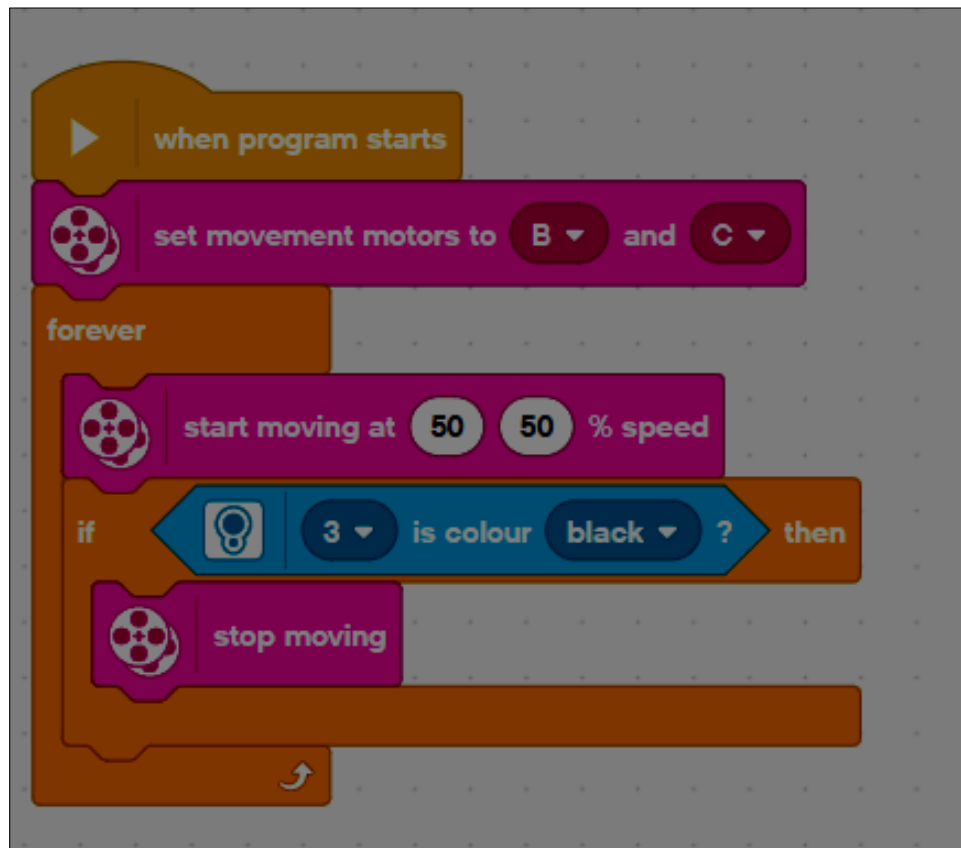 when program starts
set movement motors to B and C
forever
start moving at 50 50 % speed
if 3 is colour black ? then
stop moving